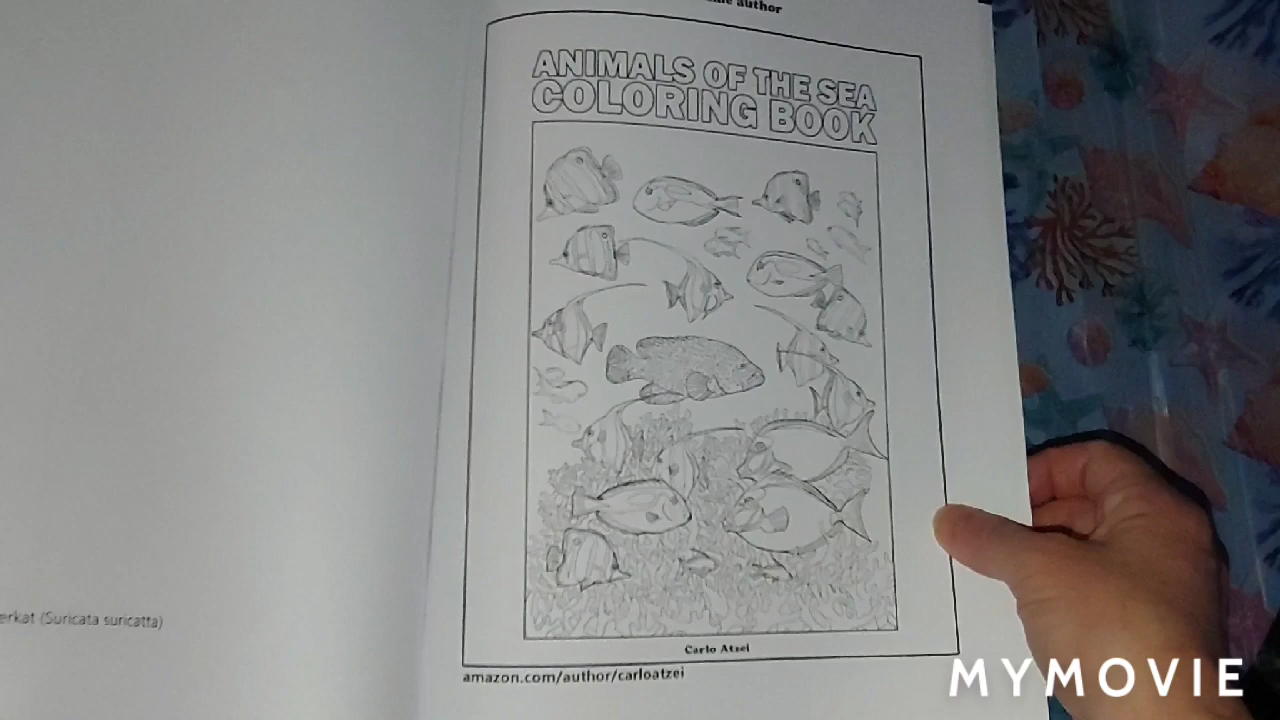 author
ANIMALS OF THE SEA
COLORING BOOK
Carlo Atzei
amazon.com/author/carloatzei
erkat (Suricata suricatta)
MYMOVIE